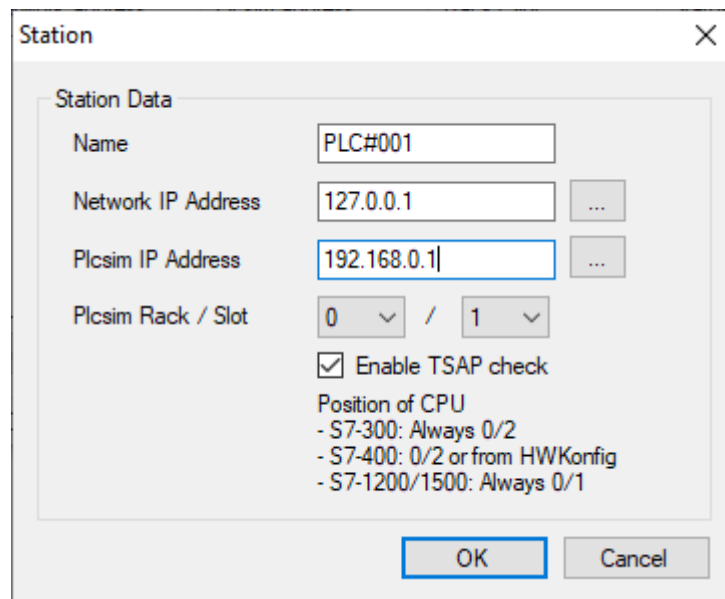 Station
Station Data
Name PLC#001
Network IP Address 127.0.0.1 ...
Plcsim IP Address 192.168.0.1 ...
Plcsim Rack / Slot 0 / 1
Enable TSAP check
Position of CPU
- S7-300: Always 0/2
- S7-400: 0/2 or from HWKonfig
- S7-1200/1500: Always 0/1
OK Cancel